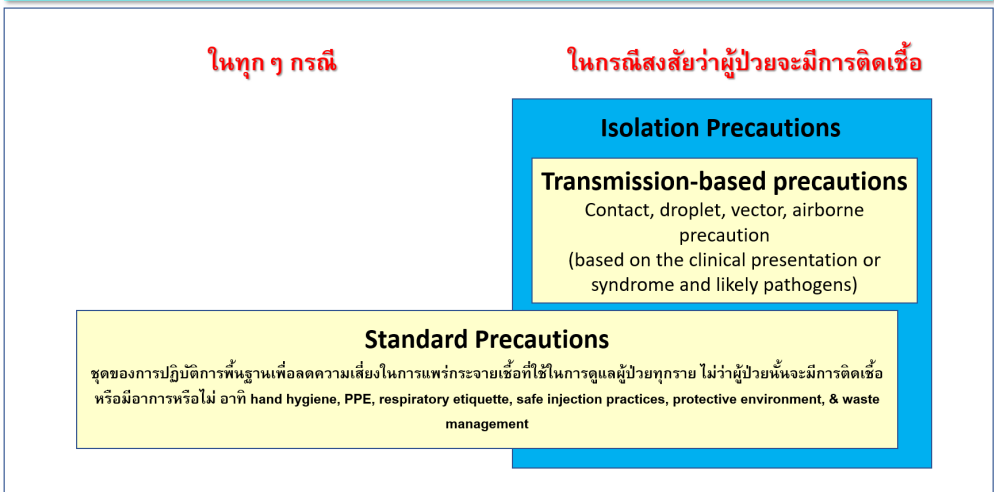 ในทุก ๆ กรณี
ในกรณีสงสัยว่าผู้ป่วยจะมีการติดเชื้อ
Isolation Precautions
Transmission-based precautions
Contact, droplet, vector, airborne
precaution
(based on the clinical presentation or
syndrome and likely pathogens)
Standard Precautions
ชุดของการปฏิบัติการพื้นฐานเพื่อลดความเสี่ยงในการแพร่กระจายเชื้อที่ใช้ในการดูแลผู้ป่วยทุกราย ไม่ว่าผู้ป่วยนั้นจะมีการติดเชื้อ
หรือมีอาการหรือไม่ อาทิ hand hygiene, PPE, respiratory etiquette, safe injection practices, protective environment, & waste
management